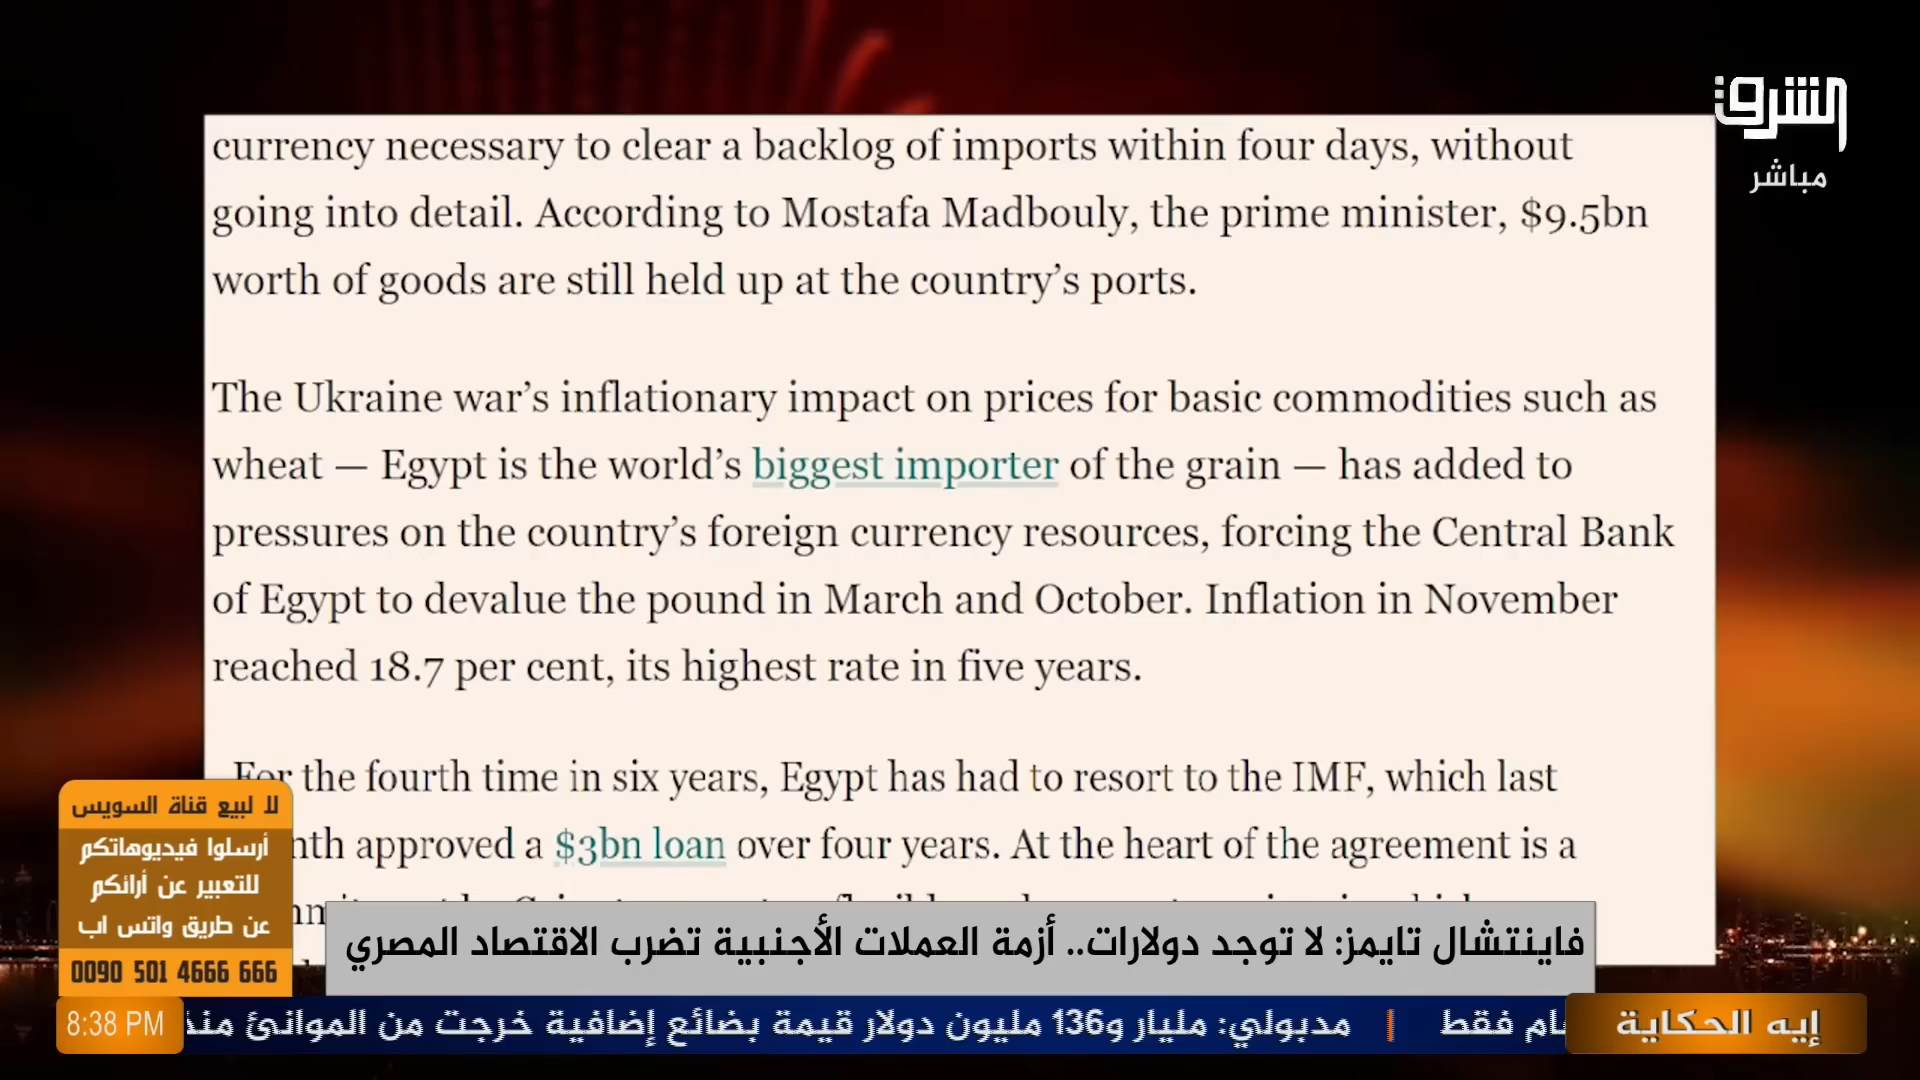 الشرق
مباشر
currency necessary to clear a backlog of imports within four days, without
going into detail. According to Mostafa Madbouly, the prime minister, $9.5bn
worth of goods are still held up at the country’s ports.
The Ukraine war’s inflationary impact on prices for basic commodities such as
wheat — Egypt is the world’s biggest importer of the grain — has added to
pressures on the country’s foreign currency resources, forcing the Central Bank
of Egypt to devalue the pound in March and October. Inflation in November
reached 18.7 per cent, its highest rate in five years.
For the fourth time in six years, Egypt has had to resort to the IMF, which last
nth approved a $3bn loan over four years. At the heart of the agreement is a
لا لبيع قناة السويس
أرسلوا فيديوهاتكم
للتعبير عن أرائكم
عن طريق واتس اب
0090 501 4666 666
فاينتشال تايمز: لا توجد دولارات.. أزمة العملات الأجنبية تضرب الاقتصاد المصري
إيه الحكاية
فقط | مدبولي: مليار و136 مليون دولار قيمة بضائع إضافية خرجت من الموانئ منذ
8:38 PM